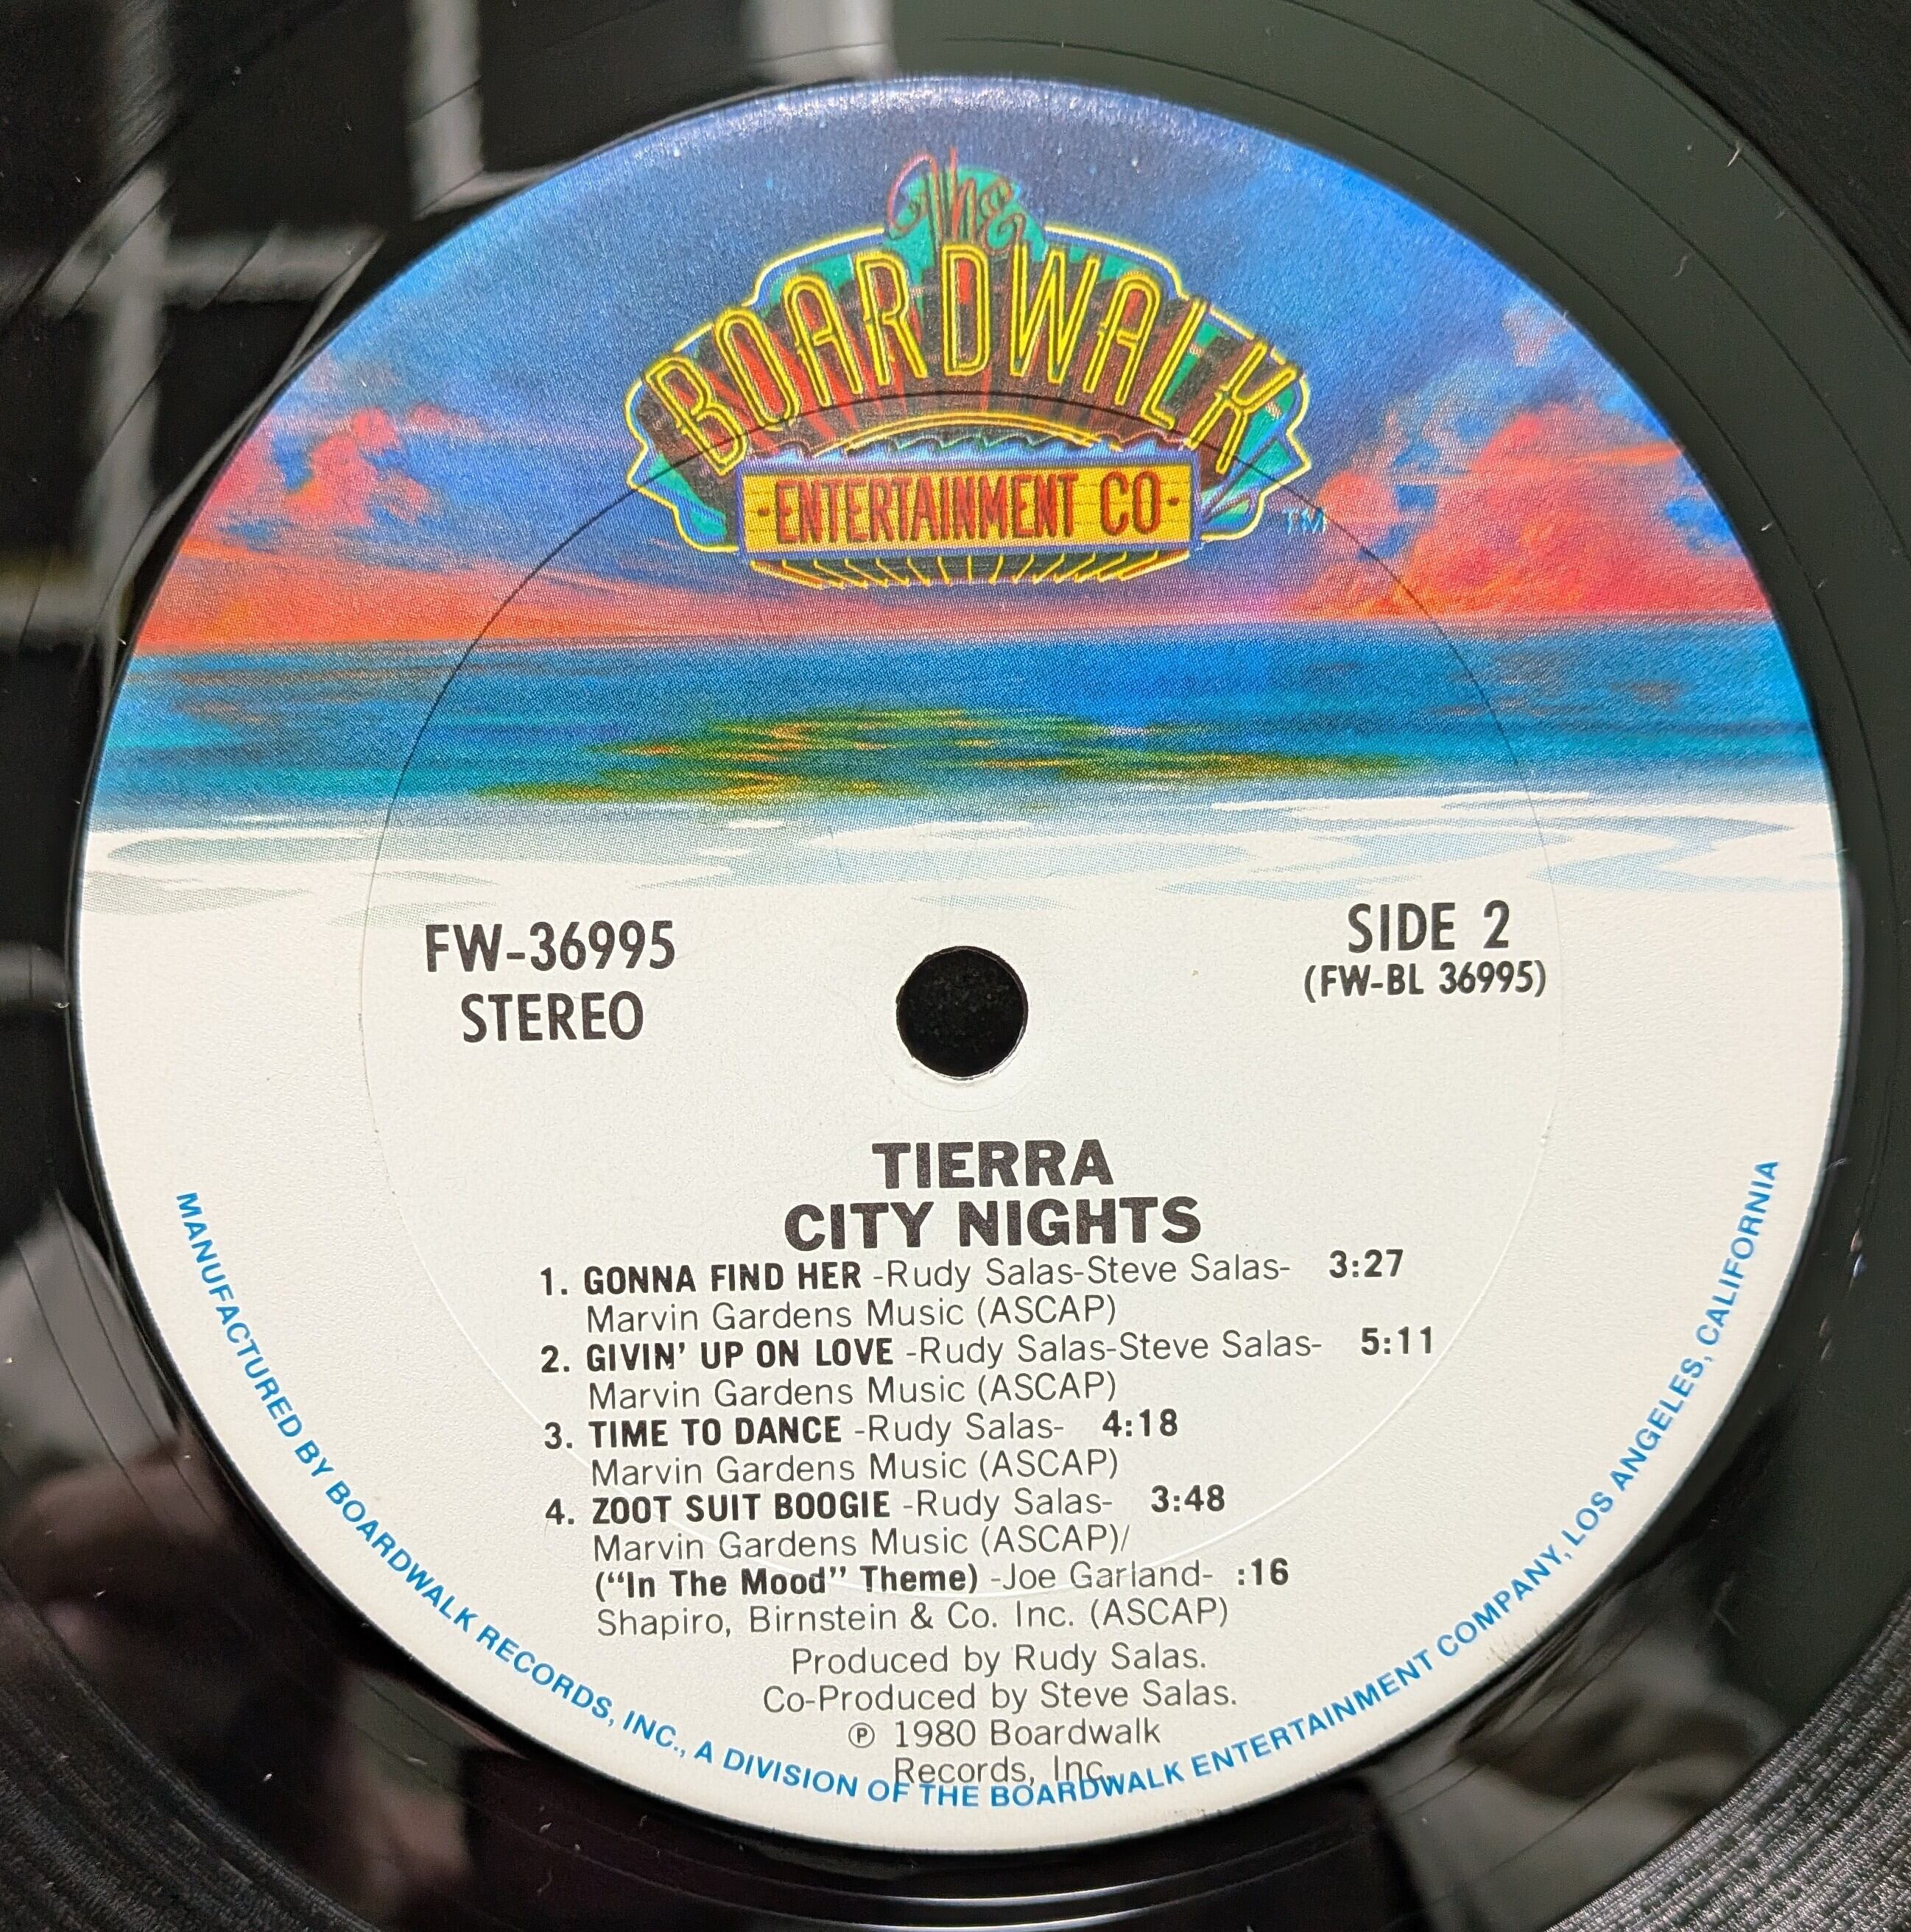 The
BOARDWALK
-ENTERTAINMENT CO-
TM
FW-36995
STEREO
SIDE 2
(FW-BL 36995)
TIERRA
CITY NIGHTS
1. GONNA FIND HER -Rudy Salas-Steve Salas- 3:27
Marvin Gardens Music (ASCAP)
2. GIVIN' UP ON LOVE -Rudy Salas-Steve Salas- 5:11
Marvin Gardens Music (ASCAP)
3. TIME TO DANCE -Rudy Salas- 4:18
Marvin Gardens Music (ASCAP)
4. ZOOT SUIT BOOGIE -Rudy Salas- 3:48
Marvin Gardens Music (ASCAP)/
("In The Mood" Theme) -Joe Garland- :16
Shapiro, Birnstein & Co. Inc. (ASCAP)
Produced by Rudy Salas.
Co-Produced by Steve Salas.
℗ 1980 Boardwalk
Records, Inc.
MANUFACTURED BY BOARDWALK RECORDS, INC., A DIVISION OF THE BOARDWALK ENTERTAINMENT COMPANY, LOS ANGELES, CALIFORNIA